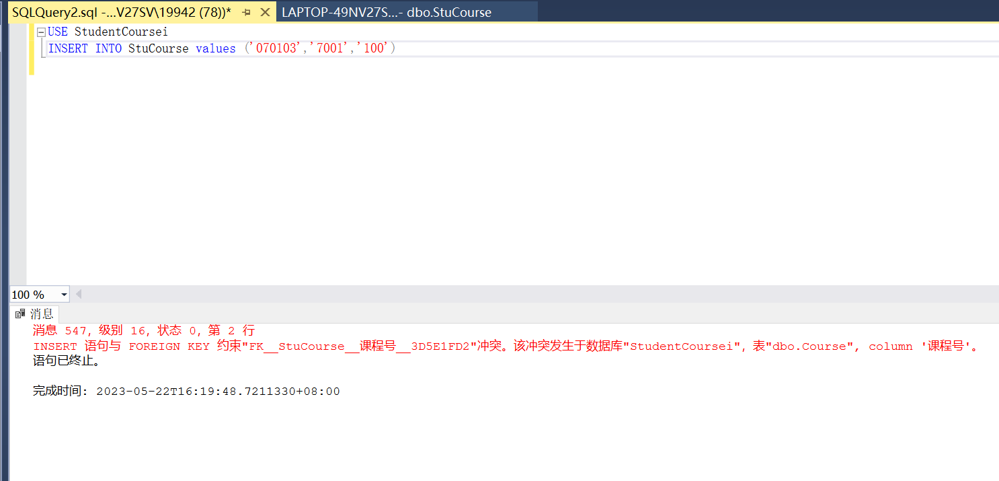 SQLQuery2.sql -...V27SV\19942 (78))*
LAPTOP-49NV27S...- dbo.StuCourse
USE StudentCoursei
INSERT INTO StuCourse values ('070103','7001','100')
100 %
消息
消息 547，级别 16，状态 0，第 2 行
INSERT 语句与 FOREIGN KEY 约束"FK__StuCourse__课程号__3D5E1FD2"冲突。该冲突发生于数据库"StudentCoursei"，表"dbo.Course", column '课程号'。
语句已终止。
完成时间: 2023-05-22T16:19:48.7211330+08:00